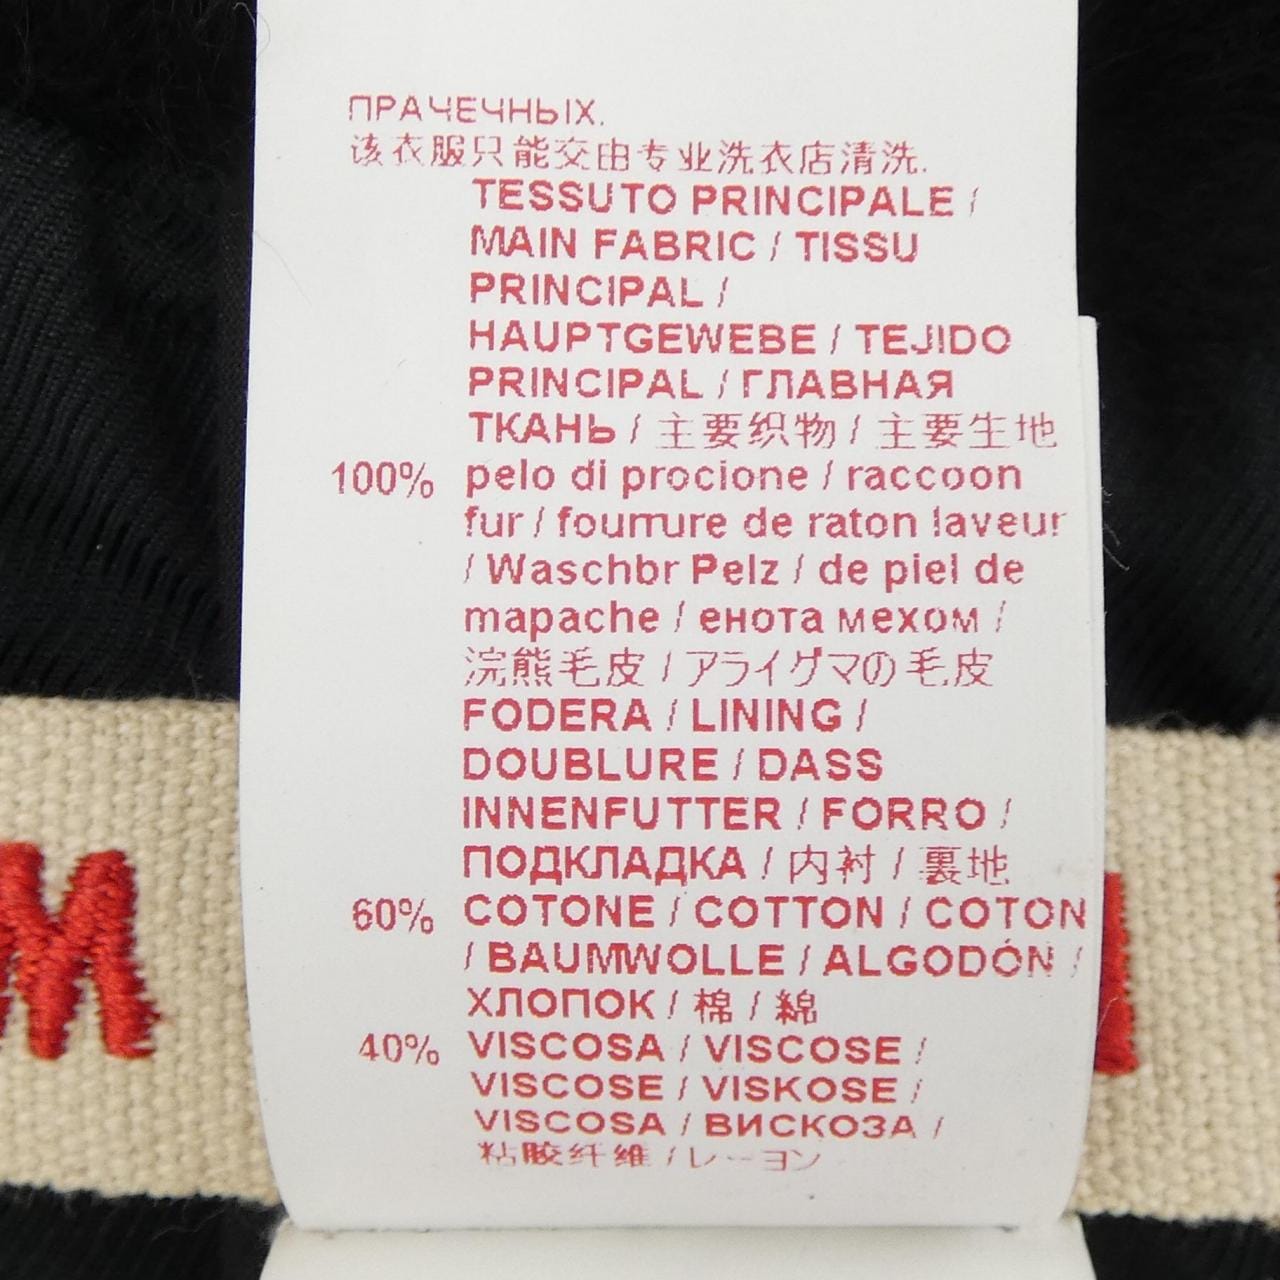 ПРАЧЕЧНЫХ.
该衣服只能交由专业洗衣店清洗.
TESSUTO PRINCIPALE /
MAIN FABRIC / TISSU
PRINCIPAL /
HAUPTGEWEBE / TEJIDO
PRINCIPAL / ГЛАВНАЯ
ТКАНЬ / 主要织物 / 主要生地
100% pelo di procione / raccoon
fur / fourrure de raton laveur
/ Waschbr Pelz / de piel de
mapache / енота мехом /
浣熊毛皮 / アライグマの毛皮
FODERA / LINING /
DOUBLURE / DASS
INNENFUTTER / FORRO /
ПОДКЛАДКА / 内衬 / 裏地
60% COTONE / COTTON / COTON
/ BAUMWOLLE / ALGODÓN /
ХЛОПОК / 棉 / 綿
40% VISCOSA / VISCOSE /
VISCOSE / VISKOSE /
VISCOSA / ВИСКОЗА /
粘胶纤维 / レーヨン
M